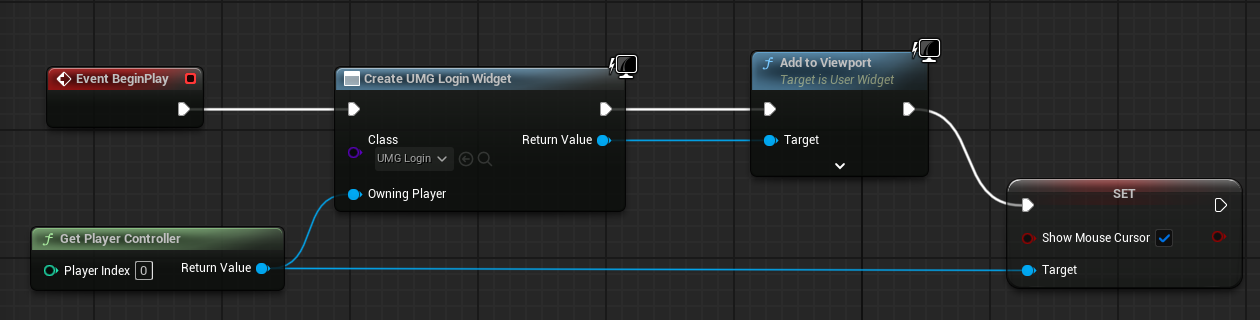 Event BeginPlay
Create UMG Login Widget
Class
UMG Login
Return Value
Owning Player
Add to Viewport
Target is User Widget
Target
Get Player Controller
Player Index 0
Return Value
SET
Show Mouse Cursor
Target